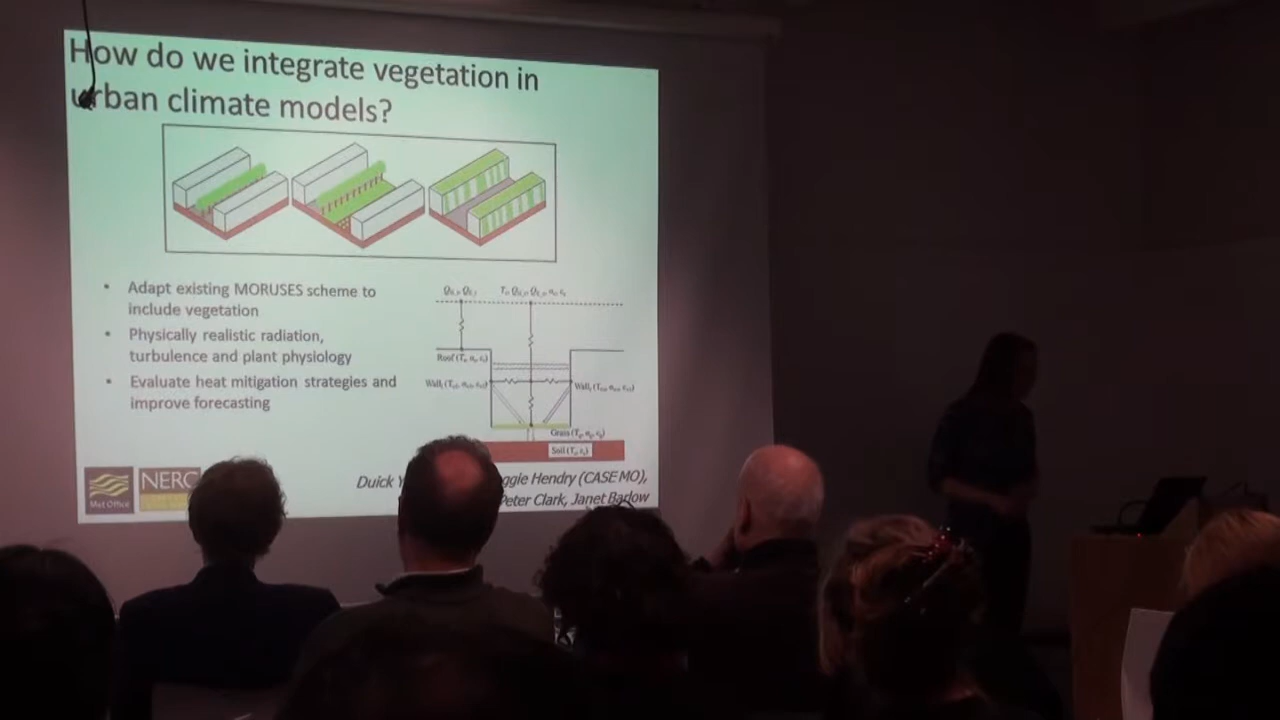 How do we integrate vegetation in
urban climate models?
• Adapt existing MORUSES scheme to
include vegetation
• Physically realistic radiation,
turbulence and plant physiology
• Evaluate heat mitigation strategies and
improve forecasting
Roof
Wall
Wall
Grass
Soil
Met Office
NERC
Duick
Hendry (CASE MO),
Peter Clark, Janet Barlow